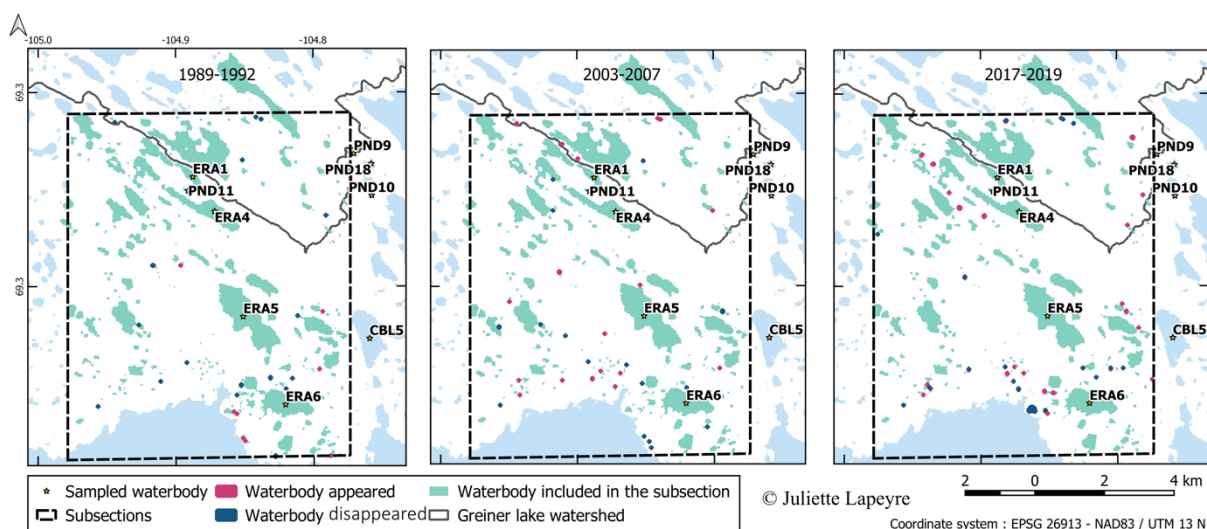 -105.0 -104.9 -104.8
1989-1992 2003-2007 2017-2019
69.3
PND9 PND9 PND9
ERA1 PND18 ERA1 PND18 ERA1 PND18
PND11 PND10 PND11 PND10 PND11 PND10
ERA4 ERA4 ERA4
69.3
ERA5 ERA5 ERA5
CBL5 CBL5 CBL5
ERA6 ERA6 ERA6
Sampled waterbody Waterbody appeared Waterbody included in the subsection
Subsections Waterbody disappeared Greiner lake watershed
© Juliette Lapeyre
2 0 2 4 km
Coordinate system : EPSG 26913 - NAD83 / UTM 13 N